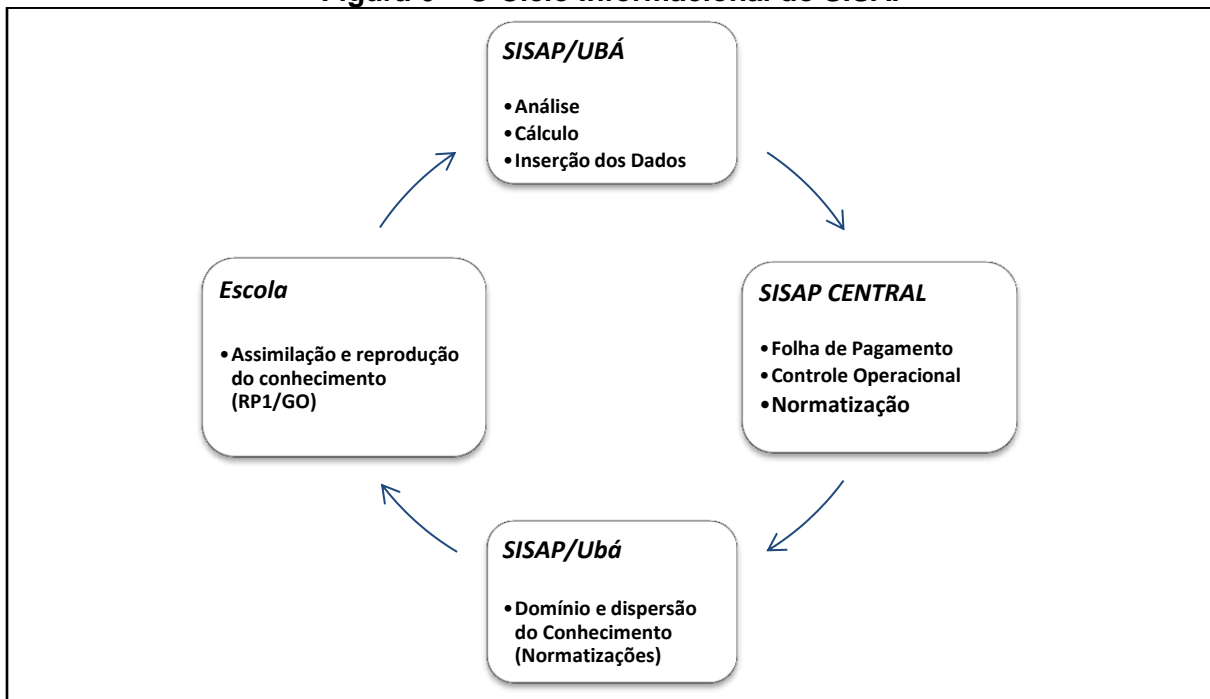 SISAP/UBÁ
•Análise
•Cálculo
•Inserção dos Dados
SISAP CENTRAL
•Folha de Pagamento
•Controle Operacional
•Normatização
SISAP/Ubá
•Domínio e dispersão
do Conhecimento
(Normatizações)
Escola
•Assimilação e reprodução
do conhecimento
(RP1/GO)